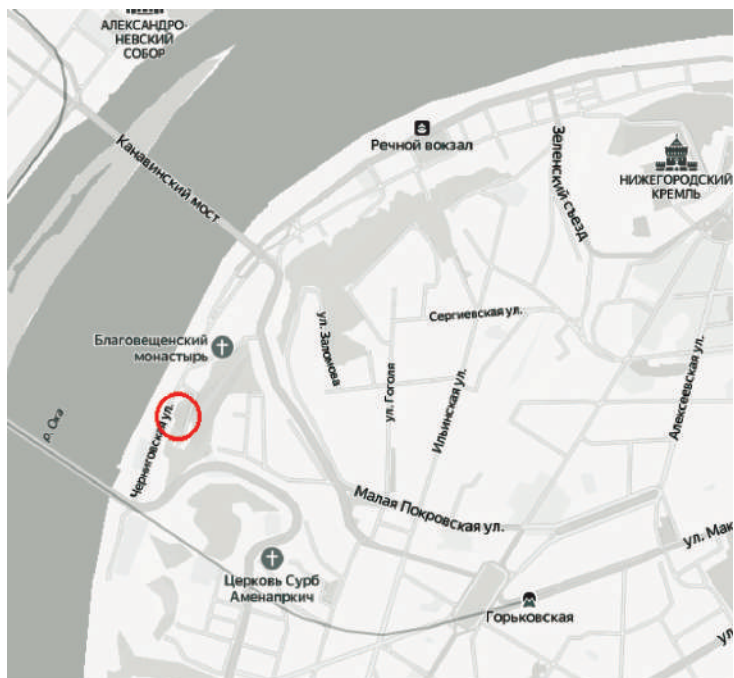 АЛЕКСАНДРО-
НЕВСКИЙ
СОБОР
Канавинский мост
Речной вокзал
Зеленский съезд
НИЖЕГОРОДСКИЙ
КРЕМЛЬ
Сергиевская ул.
ул. Заломова
Благовещенский
монастырь
ул. Гоголя
Ильинская ул.
Алексеевская ул.
р. Ока
Черниговская ул.
Малая Покровская ул.
ул. Мак
Церковь Сурб
Аменапркич
Горьковская
ул.